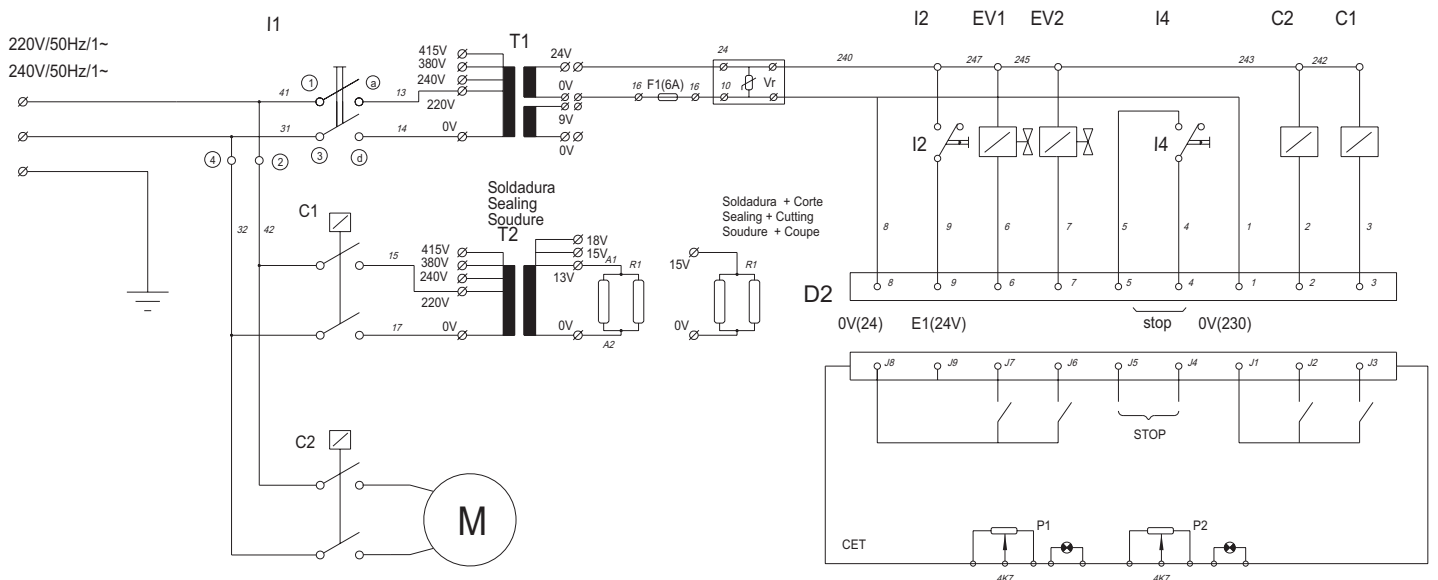 I1
220V/50Hz/1~
240V/50Hz/1~
41
1
a
13
31
3
d
14
4
2
32
42
415V
380V
240V
220V
0V
T1
24V
0V
9V
0V
16
F1(6A)
16
24
10
Vr
240
I2
EV1
EV2
I4
C2
C1
247
245
243
242
I2
I4
8
9
6
7
5
4
1
2
3
C1
15
17
Soldadura
Sealing
Soudure
T2
415V
380V
240V
220V
0V
18V
15V
13V
0V
A1
R1
A2
Soldadura + Corte
Sealing + Cutting
Soudure + Coupe
15V
R1
0V
D2
8
9
6
7
5
4
1
2
3
0V(24)
E1(24V)
stop
0V(230)
J8
J9
J7
J6
J5
J4
J1
J2
J3
STOP
C2
M
CET
P1
4K7
P2
4K7